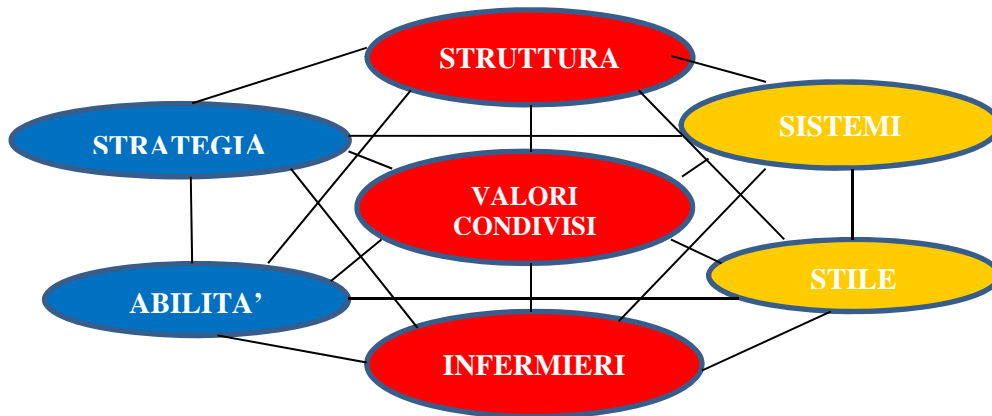 STRUTTURA
SISTEMI
STRATEGIA
VALORI
CONDIVISI
STILE
ABILITA’
INFERMIERI